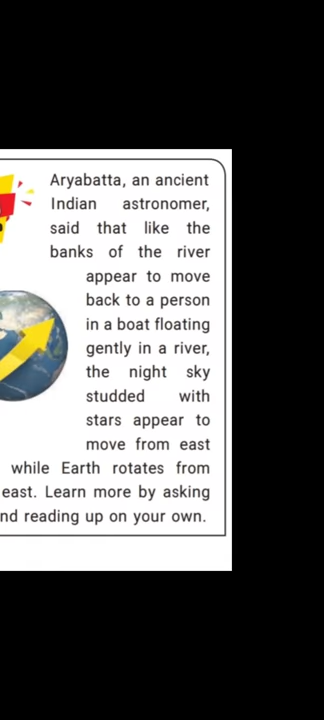 Aryabatta, an ancient
Indian astronomer,
said that like the
banks of the river
appear to move
back to a person
in a boat floating
gently in a river,
the night sky
studded with
stars appear to
move from east
while Earth rotates from
east. Learn more by asking
nd reading up on your own.